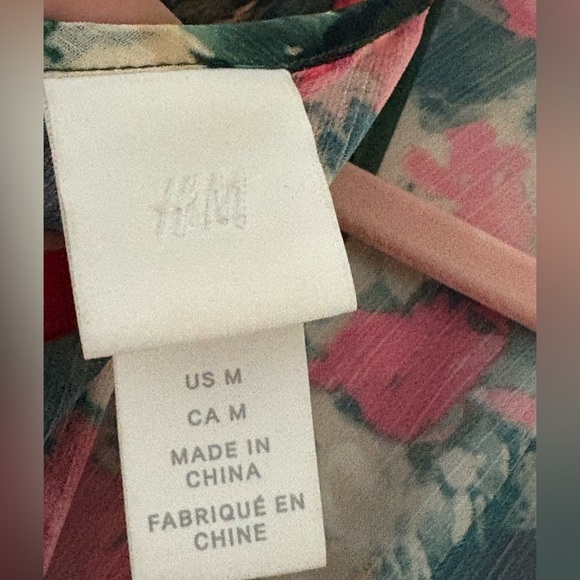 H&M
US M
CA M
MADE IN
CHINA
FABRIQUÉ EN
CHINE